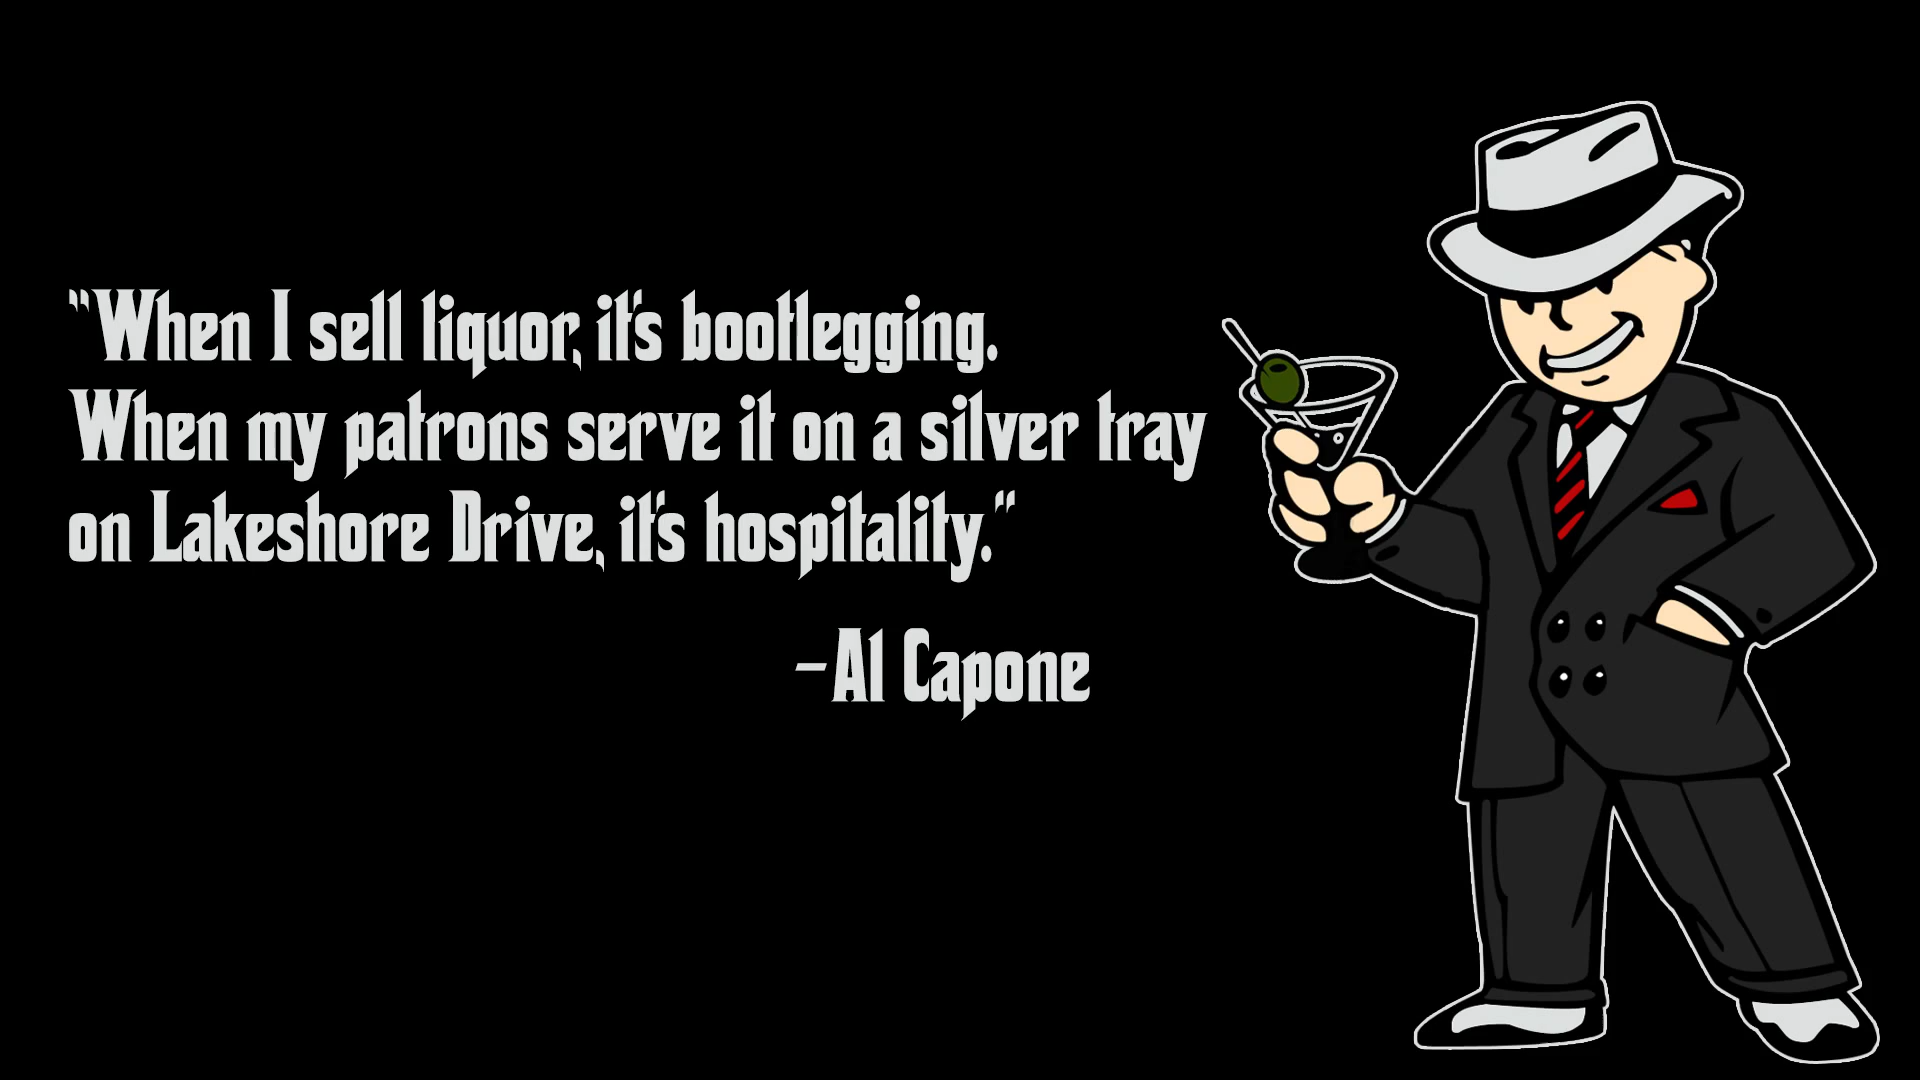 "When I sell liquor, it's bootlegging.
When my patrons serve it on a silver tray
on Lakeshore Drive, it's hospitality."
-Al Capone